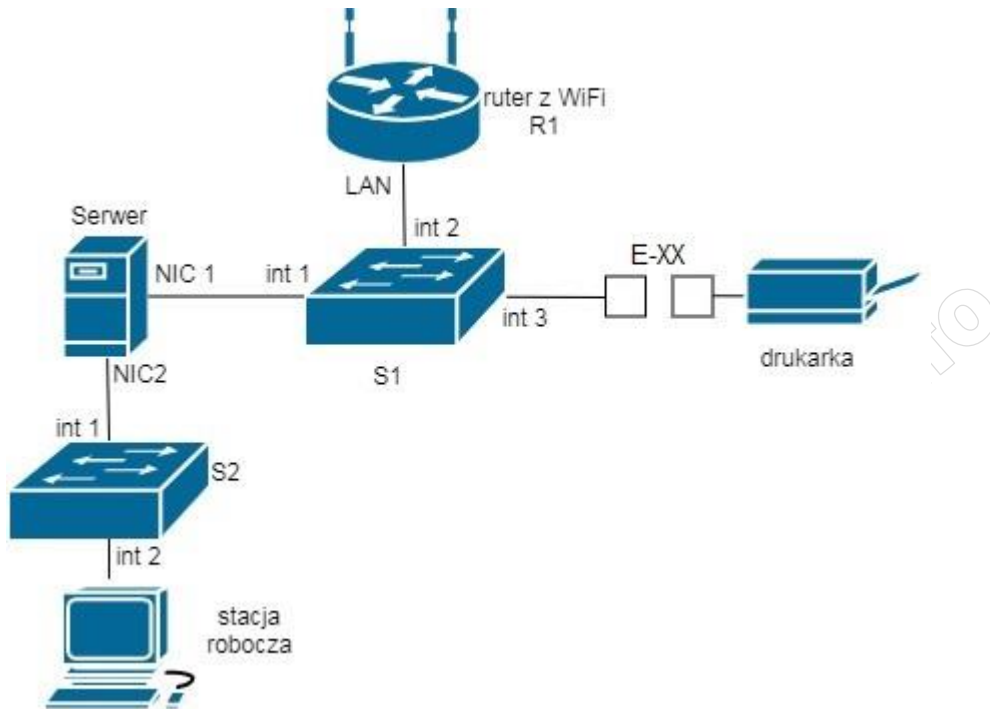 ruter z WiFi
R1
LAN
Serwer
int 2
E-XX
NIC 1
int 1
int 3
drukarka
S1
NIC2
int 1
S2
int 2
stacja
robocza